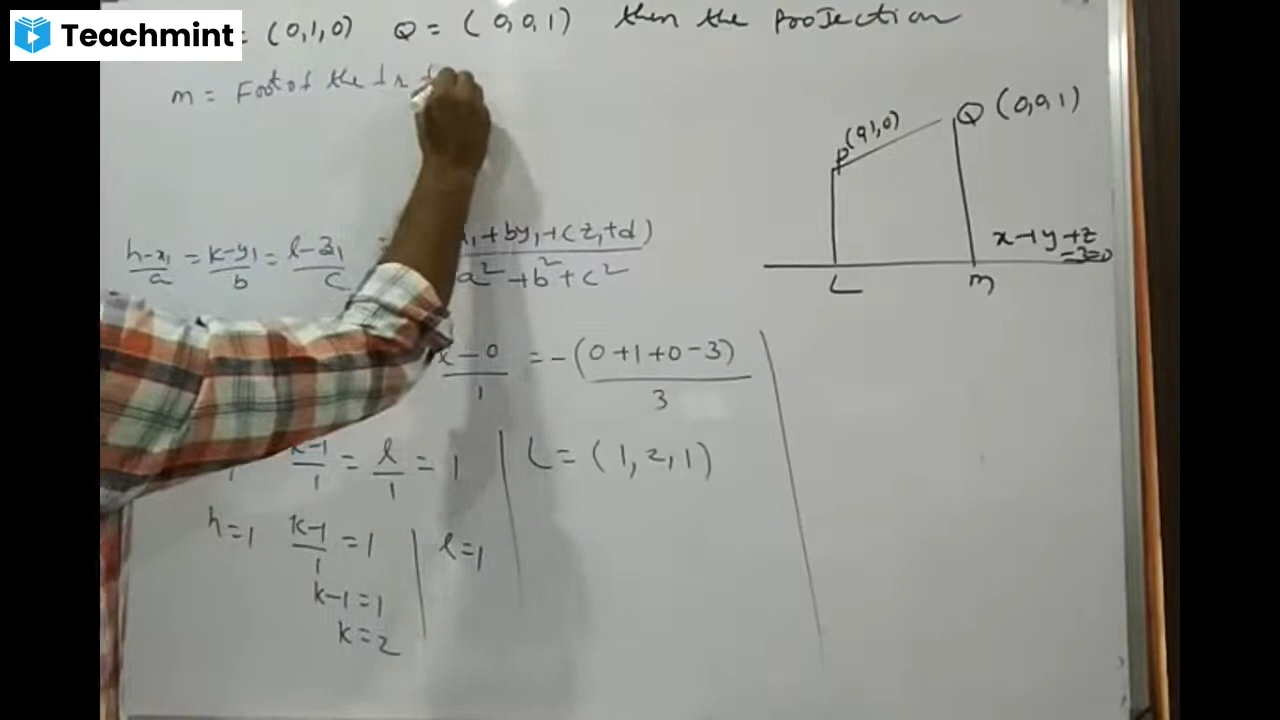 Teachmint
= (0,1,0) Q = (0,0,1) then the projection
m = Foot of the
P(0,1,0) Q (0,0,1)
x+y+z
-3=0
L m
h-x₁/a = k-y₁/b = l-z₁/c = +by₁+cz₁+d)/a²+b²+c²
-0/1 = -(0+1+0-3)/3
k-1/1 = l/1 = 1 L = (1,2,1)
h=1 k-1/1 = 1 l=1
k-1=1
k=2